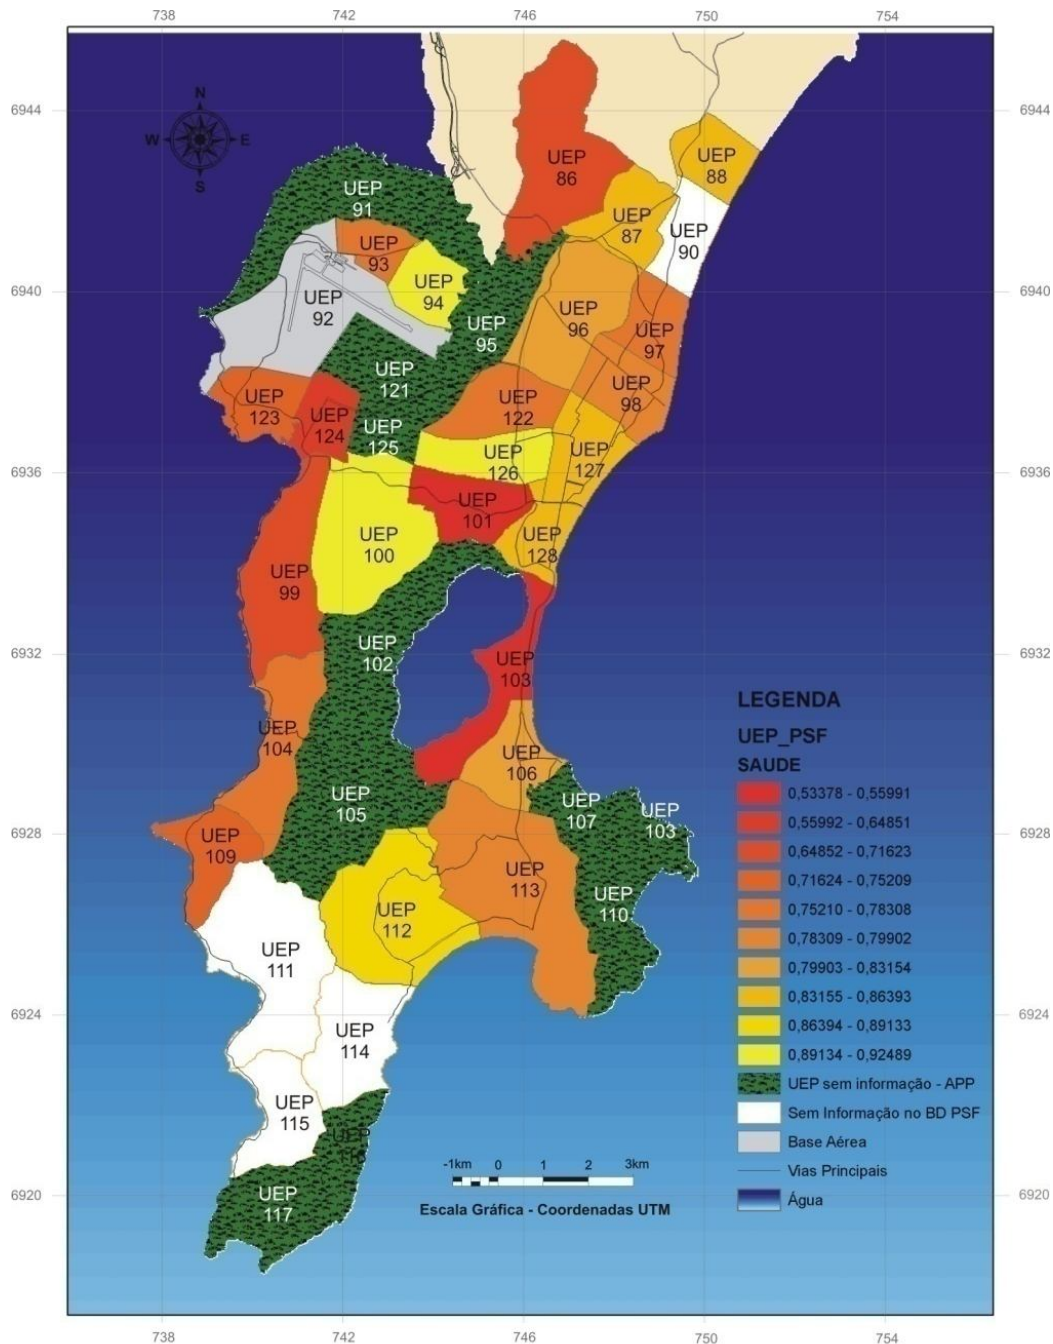 738
742
746
750
754
6944
6944
N
W
E
S
UEP
86
UEP
88
UEP
91
UEP
87
UEP
90
UEP
93
UEP
94
6940
6940
UEP
92
UEP
95
UEP
96
UEP
97
UEP
121
UEP
98
UEP
123
UEP
124
UEP
122
UEP
125
UEP
126
UEP
127
6936
6936
UEP
101
UEP
100
UEP
128
UEP
99
6932
6932
UEP
102
UEP
103
UEP
104
UEP
106
UEP
105
UEP
107
UEP
103
6928
6928
UEP
109
UEP
113
UEP
110
UEP
112
UEP
111
6924
6924
UEP
114
UEP
115
UEP
UEP
117
6920
6920
LEGENDA
UEP_PSF
SAUDE
0,53378 - 0,55991
0,55992 - 0,64851
0,64852 - 0,71623
0,71624 - 0,75209
0,75210 - 0,78308
0,78309 - 0,79902
0,79903 - 0,83154
0,83155 - 0,86393
0,86394 - 0,89133
0,89134 - 0,92489
UEP sem informação - APP
Sem Informação no BD PSF
Base Aérea
Vias Principais
Água
-1km 0 1 2 3km
Escala Gráfica - Coordenadas UTM
738
742
746
750
754